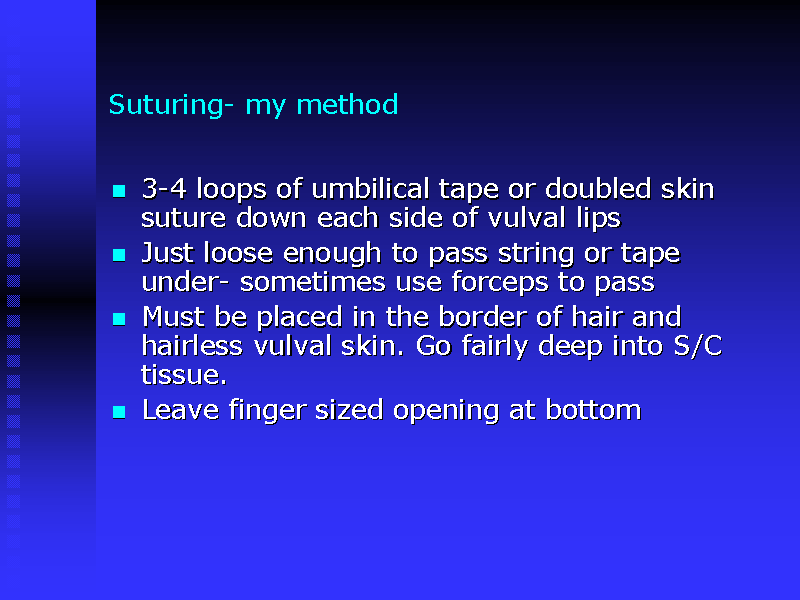 Suturing- my method
3-4 loops of umbilical tape or doubled skin
suture down each side of vulval lips
Just loose enough to pass string or tape
under- sometimes use forceps to pass
Must be placed in the border of hair and
hairless vulval skin. Go fairly deep into S/C
tissue.
Leave finger sized opening at bottom